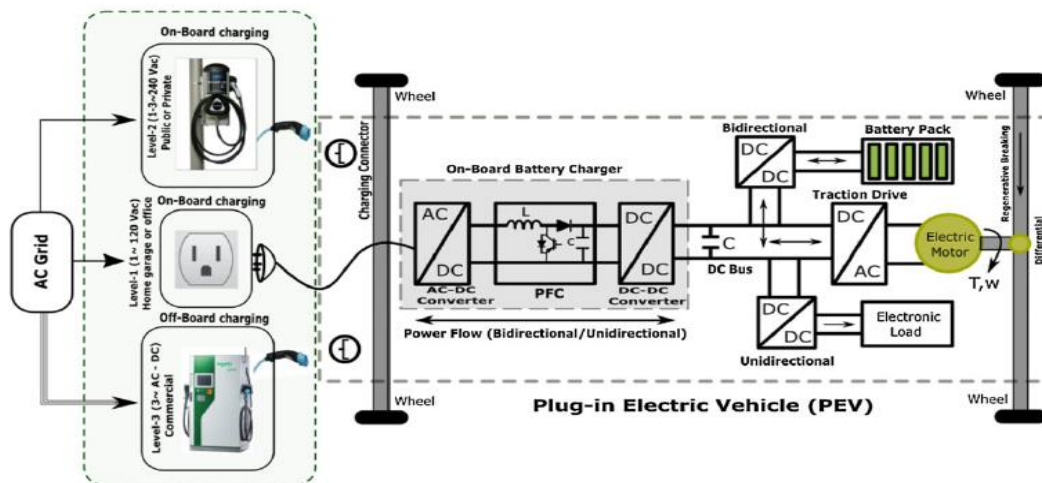 On-Board charging
Level-2 (1-3~240 Vac)
Public or Private
AC Grid
On-Board charging
Level-1 (1~ 120 Vac)
Home garage or office
Off-Board charging
Level-3 (3~ AC - DC)
Commercial
Wheel
Wheel
Charging Connector
On-Board Battery Charger
AC
DC
AC-DC
Converter
L
C
PFC
DC
DC
DC-DC
Converter
Power Flow (Bidirectional/Unidirectional)
C
DC Bus
Bidirectional
DC
DC
Battery Pack
Traction Drive
DC
AC
Electric
Motor
T,w
Regenerative Breaking
Differential
DC
DC
Unidirectional
Electronic
Load
Wheel
Wheel
Plug-in Electric Vehicle (PEV)